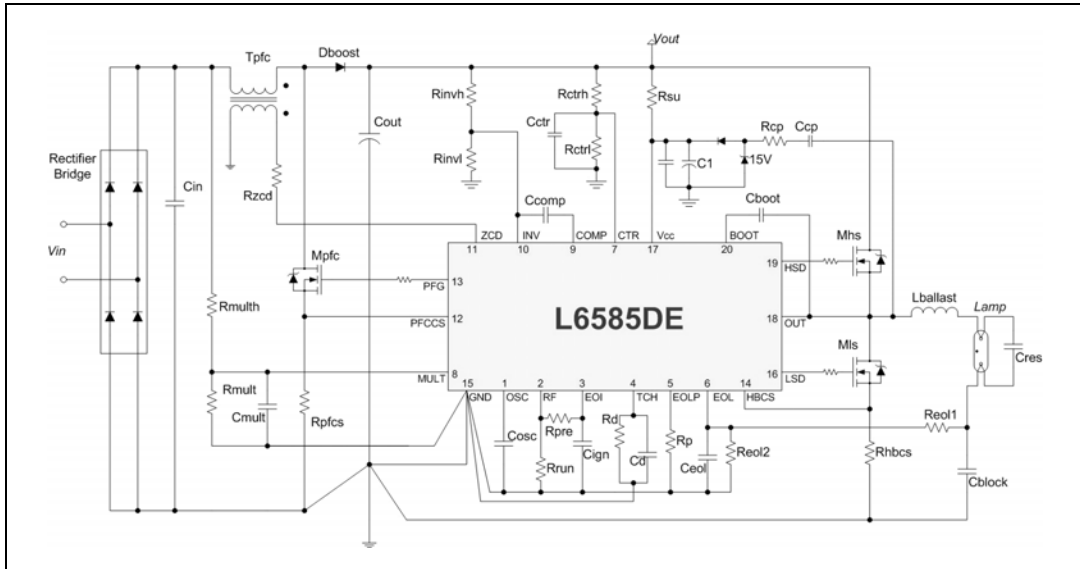 Vout
Tpfc
Dboost
Rinvh
Rctrh
Rsu
Cctr
Rctrl
Rcp
Ccp
Cout
Rinvl
C1
15V
Rectifier
Bridge
Cin
Rzcd
Ccomp
Cboot
ZCD
INV
COMP
CTR
Vcc
BOOT
11
10
9
7
17
20
Mhs
Vin
Mpfc
19
HSD
13
PFG
Lballast
Lamp
Rmulth
12
PFCCS
L6585DE
18
OUT
Cres
Mls
8
MULT
16
LSD
15
1
2
3
4
5
6
14
GND
OSC
RF
EOI
TCH
EOLP
EOL
HBCS
Rmult
Cmult
Rpfcs
Cosc
Rpre
Rd
Rp
Reol1
Cign
Cd
Ceol
Reol2
Rrun
Rhbcs
Cblock